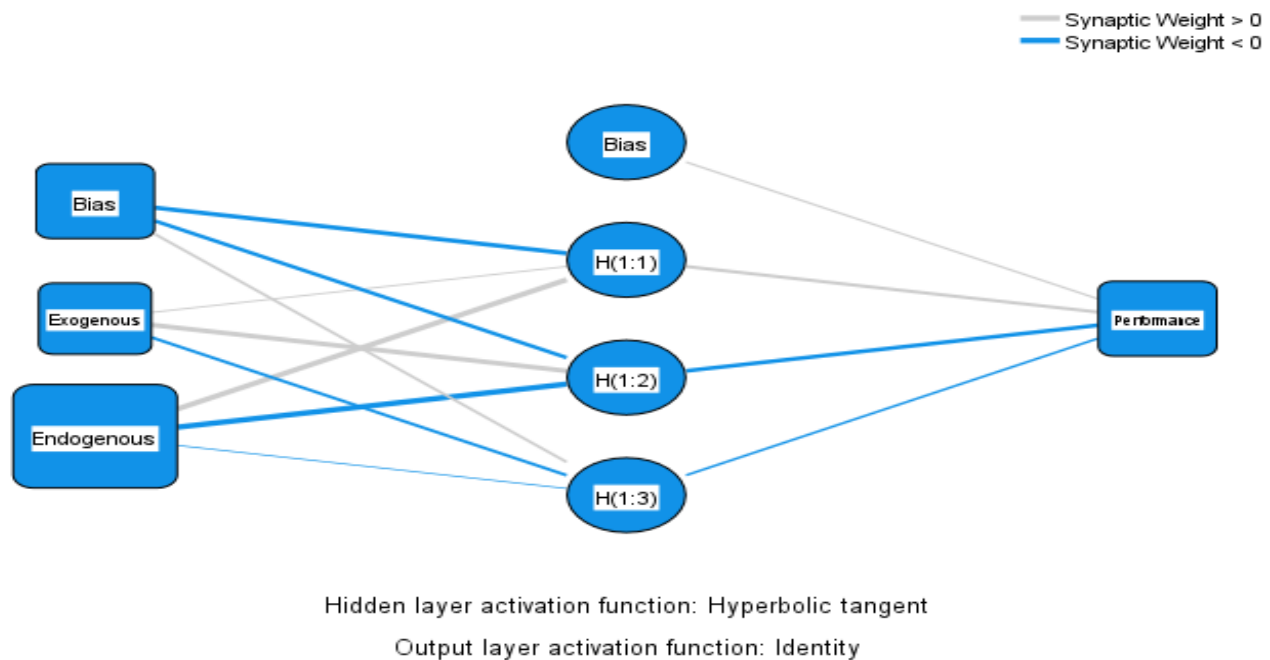 Synaptic Weight > 0
Synaptic Weight < 0
Bias
Bias
H(1:1)
Exogenous
Performance
H(1:2)
Endogenous
H(1:3)
Hidden layer activation function: Hyperbolic tangent
Output layer activation function: Identity